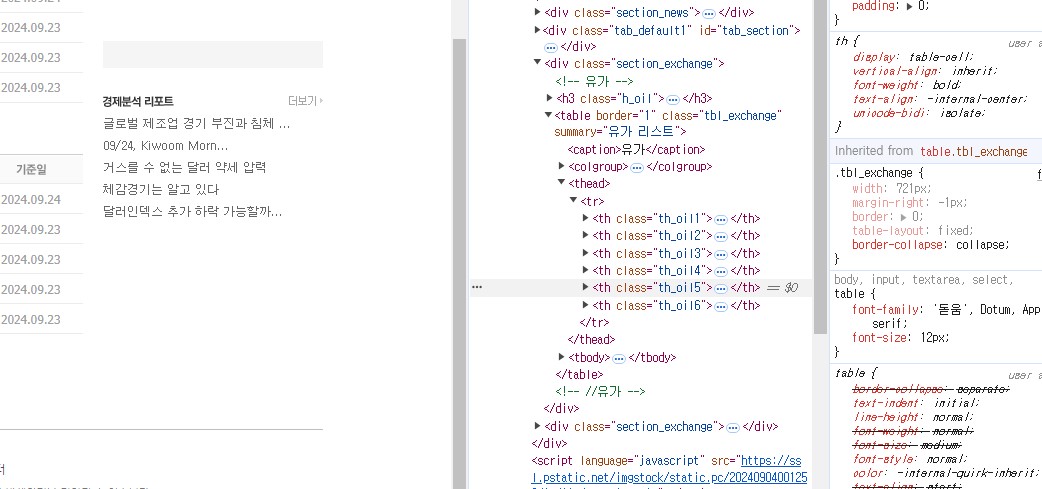 2024.09.23
2024.09.23
2024.09.23
기준일
2024.09.24
2024.09.23
2024.09.23
2024.09.23
2024.09.23
경제분석 리포트
더보기
글로벌 제조업 경기 부진과 침체 ...
09/24, Kiwoom Morn...
거스를 수 없는 달러 약세 압력
체감경기는 알고 있다
달러인덱스 추가 하락 가능할까...
<div class="section_news">⋯</div>
<div class="tab_default1" id="tab_section">
⋯</div>
<div class="section_exchange">
<!-- 유가 -->
<h3 class="h_oil">⋯</h3>
<table border="1" class="tbl_exchange"
summary="유가 리스트">
<caption>유가</caption>
<colgroup>⋯</colgroup>
<thead>
<tr>
<th class="th_oil1">⋯</th>
<th class="th_oil2">⋯</th>
<th class="th_oil3">⋯</th>
<th class="th_oil4">⋯</th>
<th class="th_oil5">⋯</th> == $0
<th class="th_oil6">⋯</th>
</tr>
</thead>
<tbody>⋯</tbody>
</table>
<!-- //유가 -->
</div>
<div class="section_exchange">⋯</div>
</div>
<script language="javascript" src="https://ss
l.pstatic.net/imgstock/static.pc/2024090400125
padding: ▶ 0;
}
th {
user a
display: table-cell;
vertical-align: inherit;
font-weight: bold;
text-align: -internal-center;
unicode-bidi: isolate;
}
Inherited from table.tbl_exchange
.tbl_exchange {
f
width: 721px;
margin-right: -1px;
border: ▶ 0;
table-layout: fixed;
border-collapse: collapse;
}
body, input, textarea, select,
table {
font-family: '돋움', Dotum, App
serif;
font-size: 12px;
}
table {
user a
border-collapse: separate;
text-indent: initial;
line-height: normal;
font-weight: normal;
font-size: medium;
font-style: normal;
color: -internal-quirk-inherit;
text-align: start;